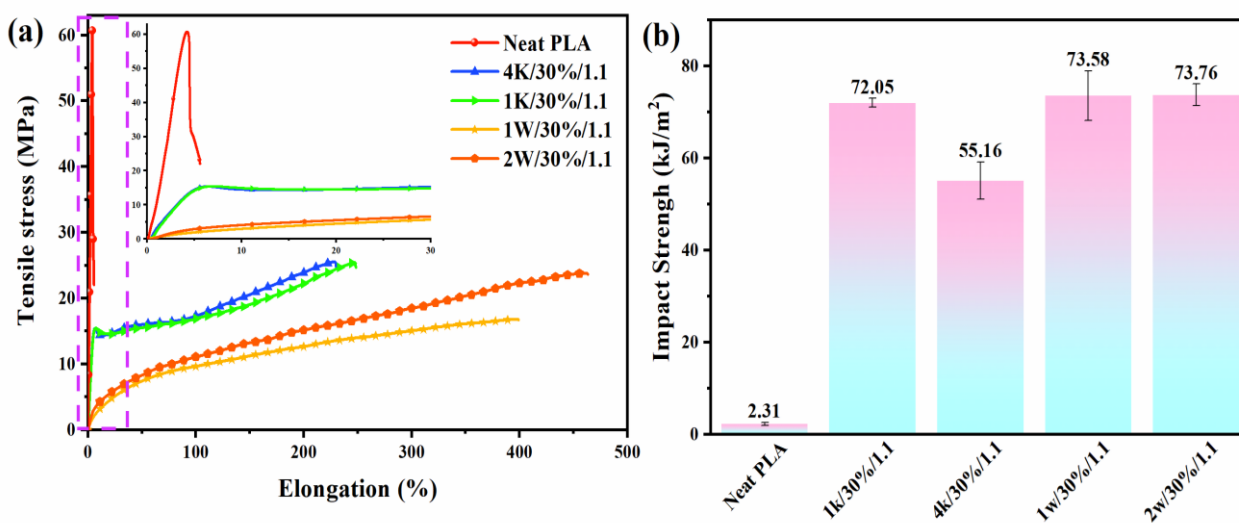 (a)
Tensile stress (MPa)
60
50
40
30
20
10
0
0 100 200 300 400 500
Elongation (%)
Neat PLA
4K/30%/1.1
1K/30%/1.1
1W/30%/1.1
2W/30%/1.1
60
50
40
30
20
10
0
0 10 20 30
(b)
Impact Strengh (kJ/m²)
80
60
40
20
0
2.31
72.05
55.16
73.58
73.76
Neat PLA
1k/30%/1.1
4k/30%/1.1
1w/30%/1.1
2w/30%/1.1